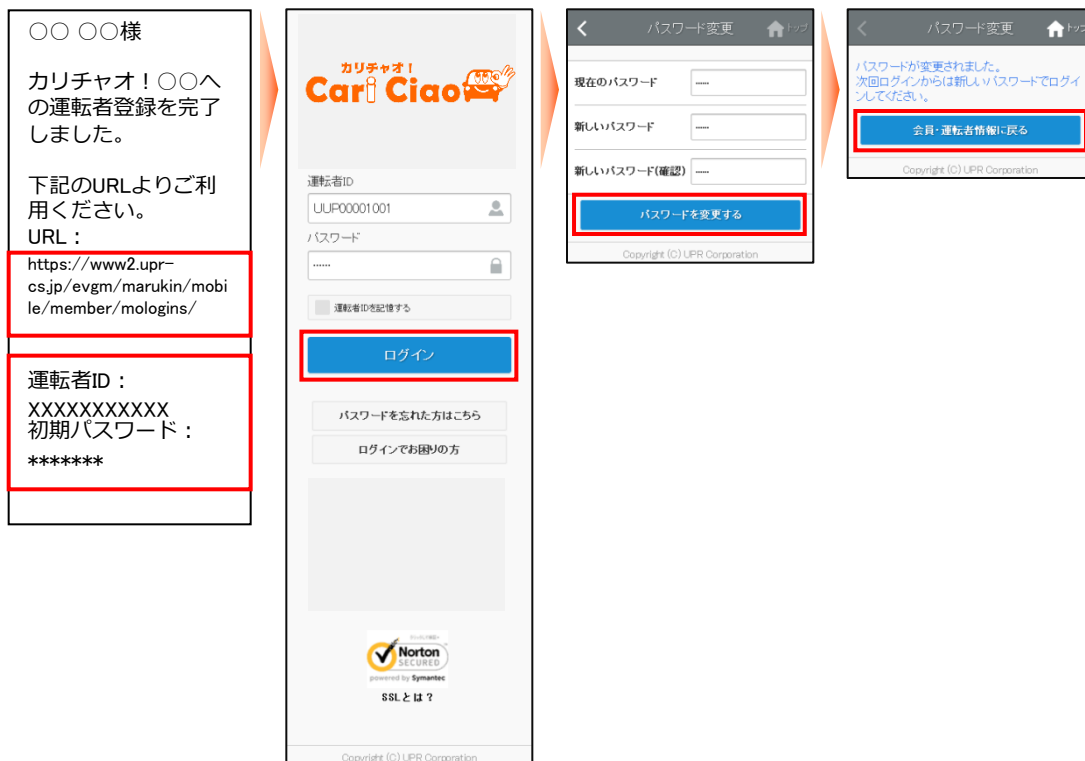 ○○ ○○様
カリチャオ！○○へ
の運転者登録を完了
しました。
下記のURLよりご利
用ください。
URL：
https://www2.upr-
cs.jp/evgm/marukin/mobi
le/member/mologins/
運転者ID：
XXXXXXXXXXX
初期パスワード：
*******
カリチャオ！
Cari Ciao
運転者ID
UUP00001001
パスワード
······
運転者IDを記憶する
ログイン
パスワードを忘れた方はこちら
ログインでお困りの方
Norton
SECURED
powered by Symantec
SSLとは？
Copyright (C) UPR Corporation
パスワード変更
トップ
現在のパスワード ······
新しいパスワード ······
新しいパスワード(確認) ······
パスワードを変更する
Copyright (C) UPR Corporation
パスワード変更
トップ
パスワードが変更されました。
次回ログインからは新しいパスワードでログイ
ンしてください。
会員・運転者情報に戻る
Copyright (C) UPR Corporation